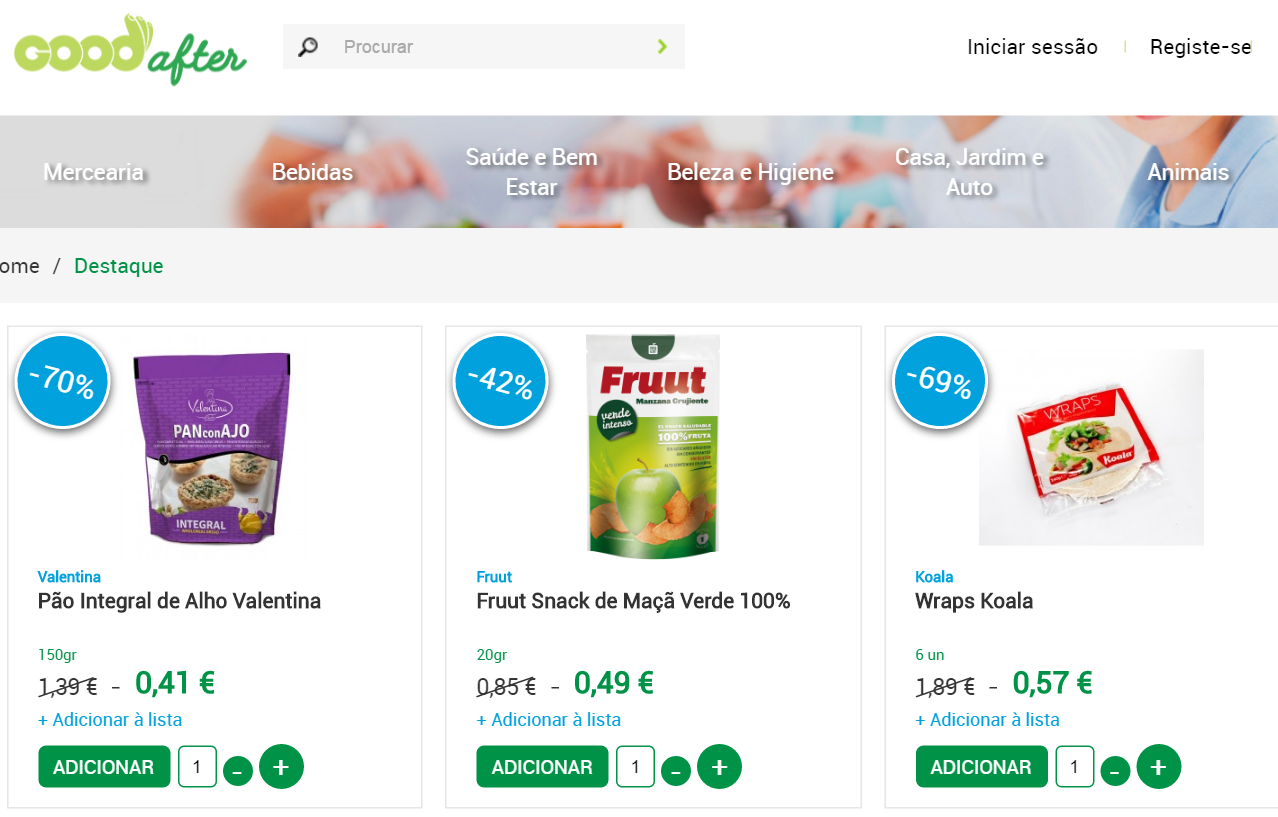 GOOD after
Procurar
Iniciar sessão
Registe-se
Mercearia
Bebidas
Saúde e Bem
Estar
Beleza e Higiene
Casa, Jardim e
Auto
Animais
ome / Destaque
-70%
Valentina
PANconAJO
INTEGRAL
Valentina
Pão Integral de Alho Valentina
150gr
1,39 € - 0,41 €
+ Adicionar à lista
ADICIONAR 1 - +
-42%
Fruut
Manzana Crujiente
verde
intenso
EL SNACK SALUDABLE
100%FRUTA
Fruut
Fruut Snack de Maçã Verde 100%
20gr
0,85 € - 0,49 €
+ Adicionar à lista
ADICIONAR 1 - +
-69%
WRAPS
Koala
Koala
Wraps Koala
6 un
1,89 € - 0,57 €
+ Adicionar à lista
ADICIONAR 1 - +